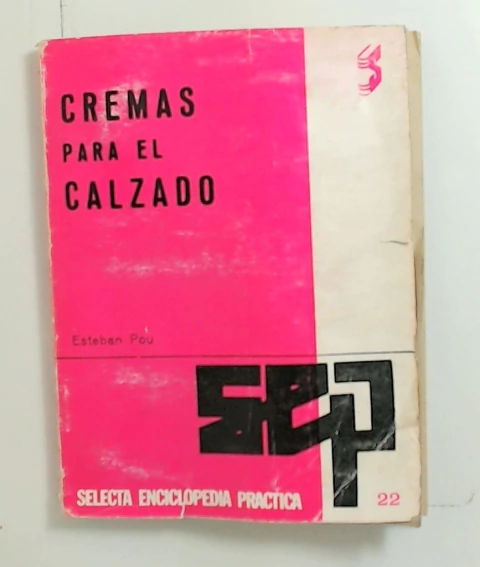 CREMAS
PARA EL
CALZADO
Esteban Pou
SEP
SELECTA ENCICLOPEDIA PRACTICA
22